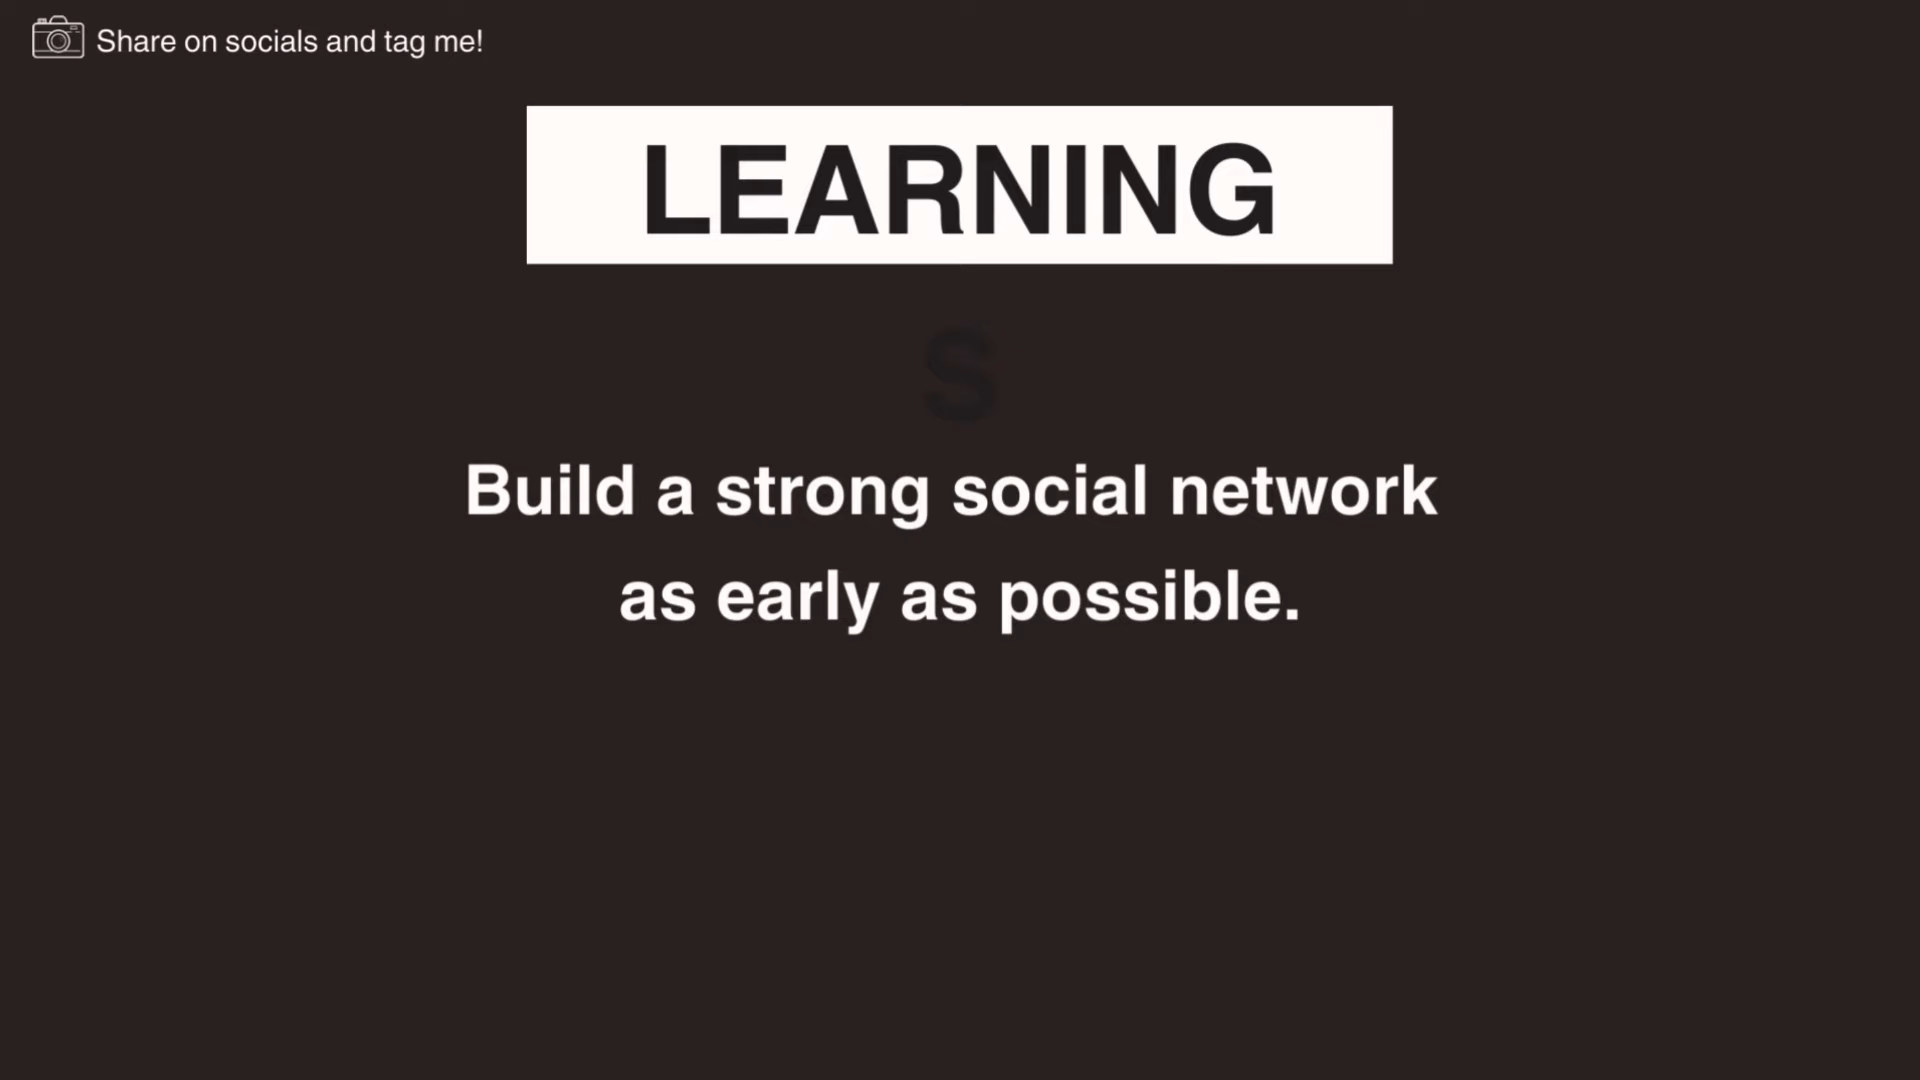 Share on socials and tag me!
LEARNING
S
Build a strong social network
as early as possible.